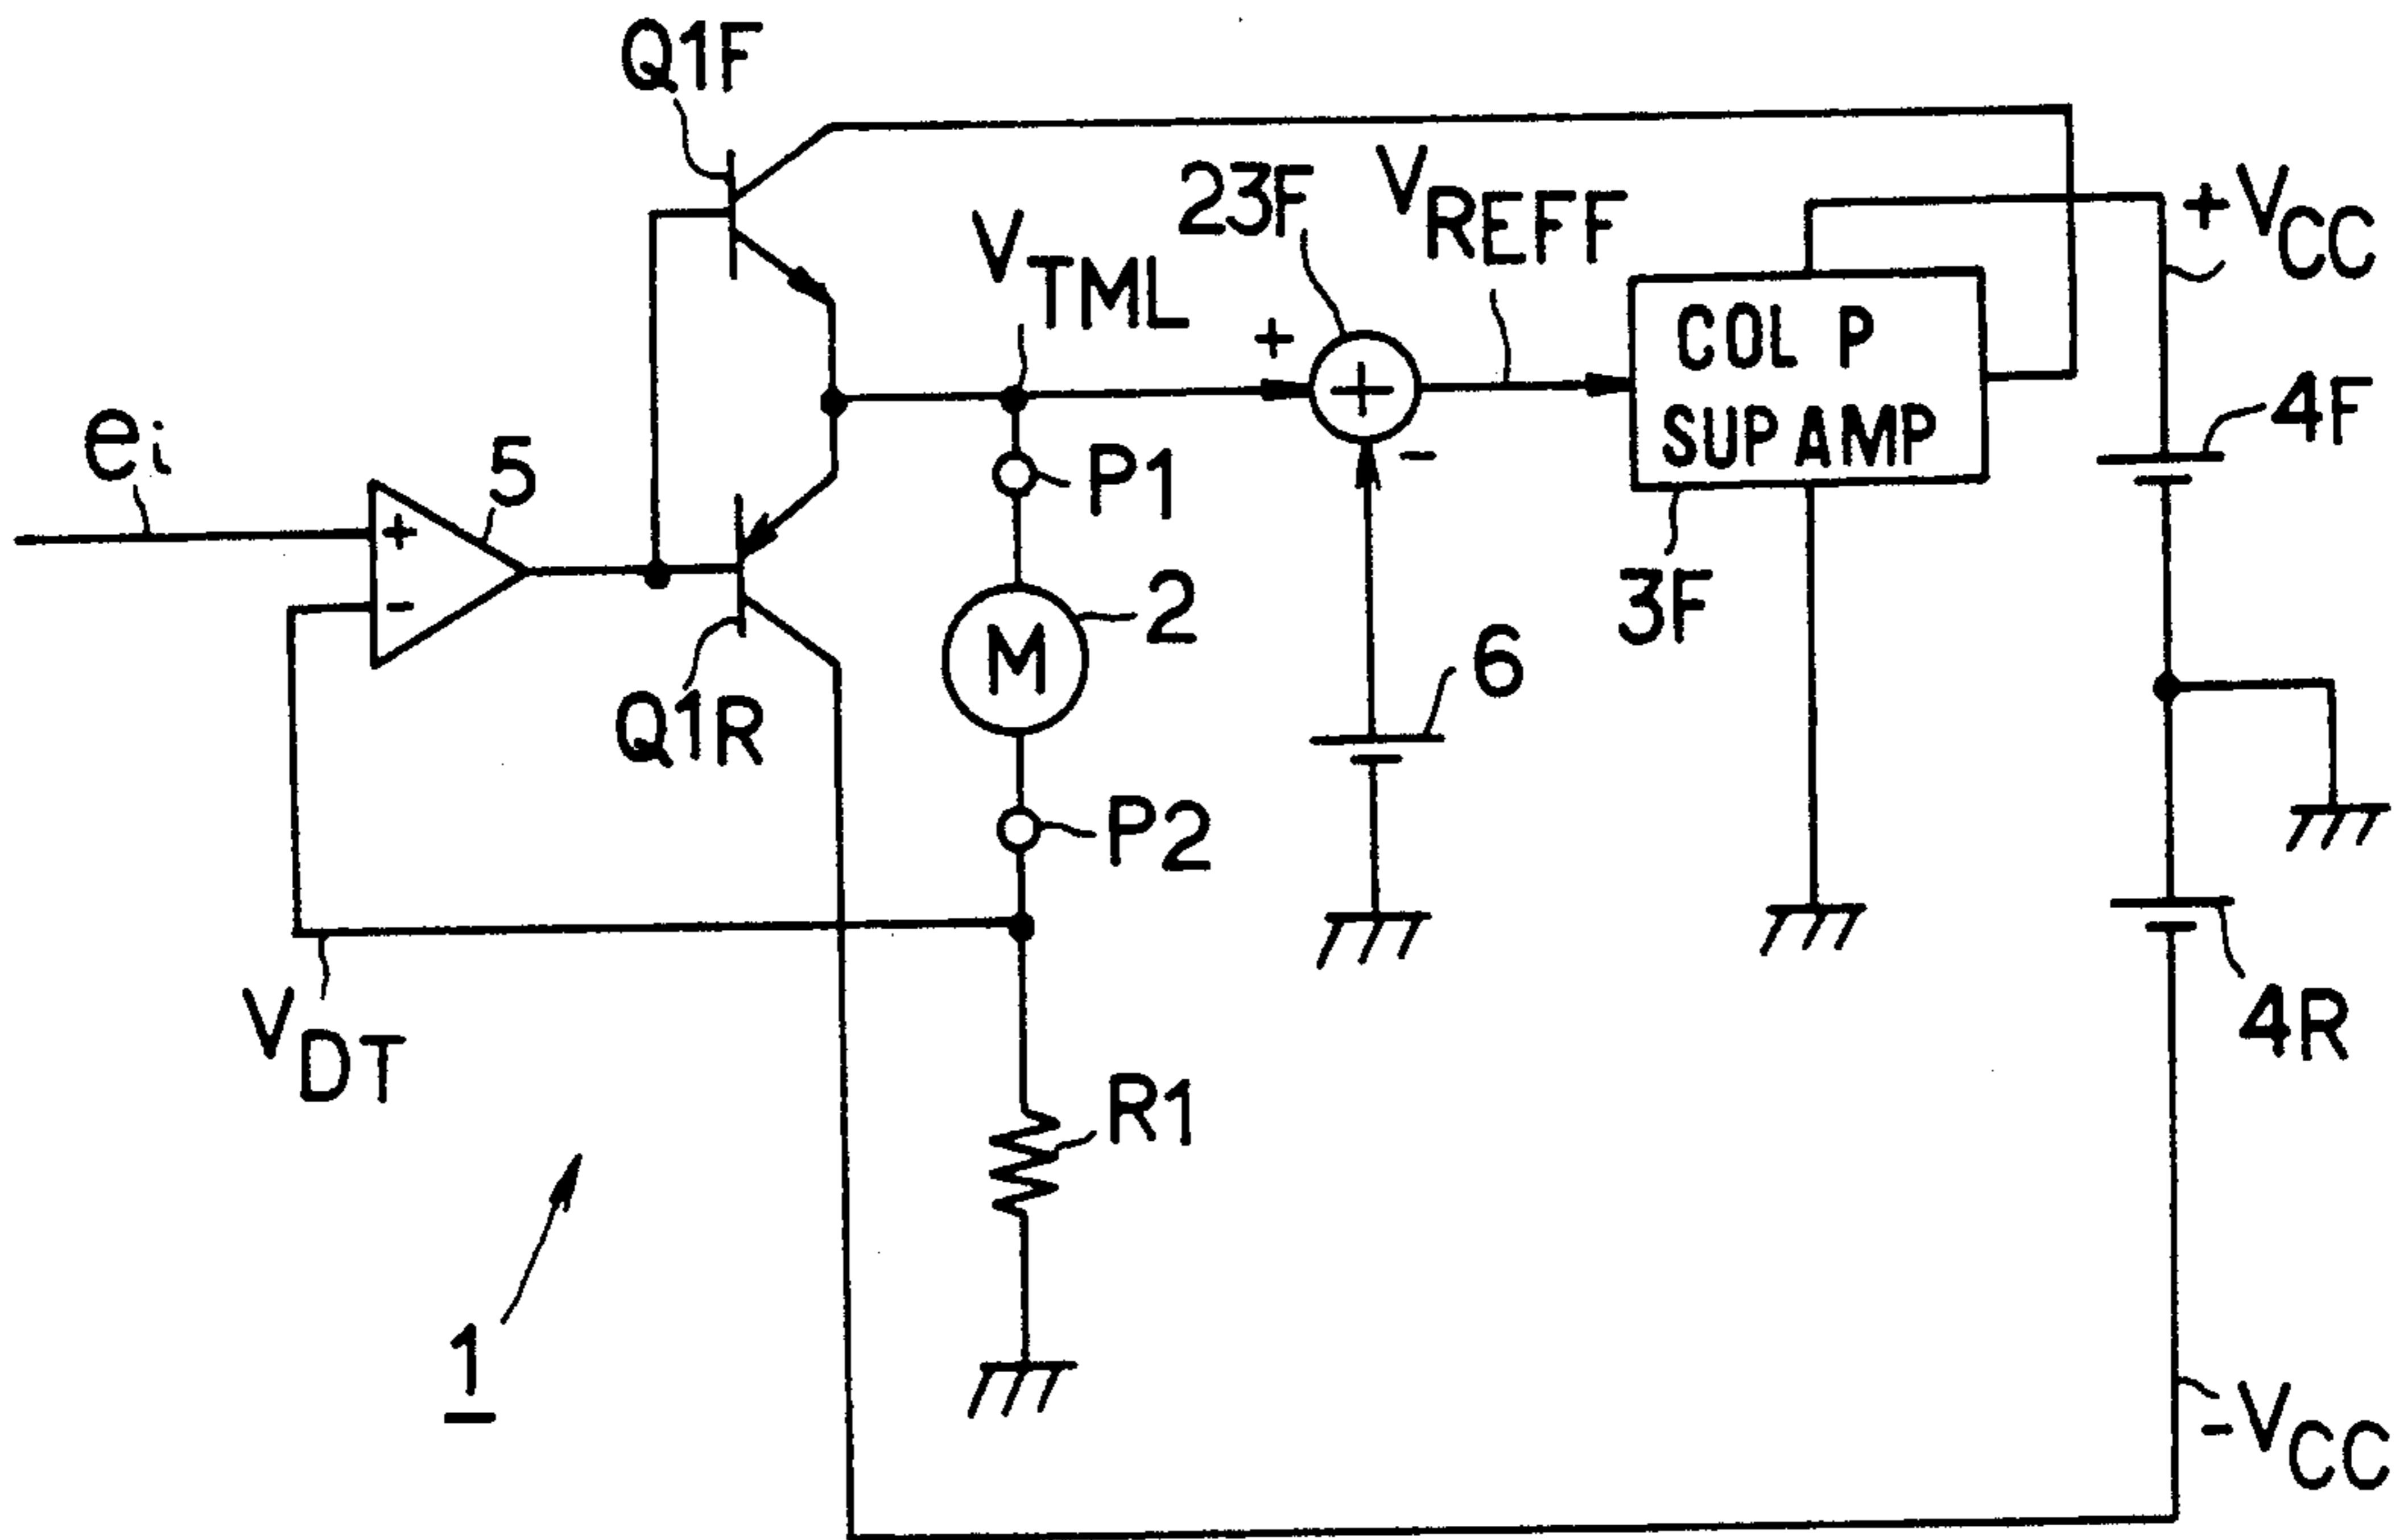 Q1F
23F
VREFF
+VCC
VTML
+
COL P
SUP AMP
4F
ei
5
+
-
P1
+
-
3F
2
M
6
Q1R
P2
VDT
4R
R1
1
-VCC